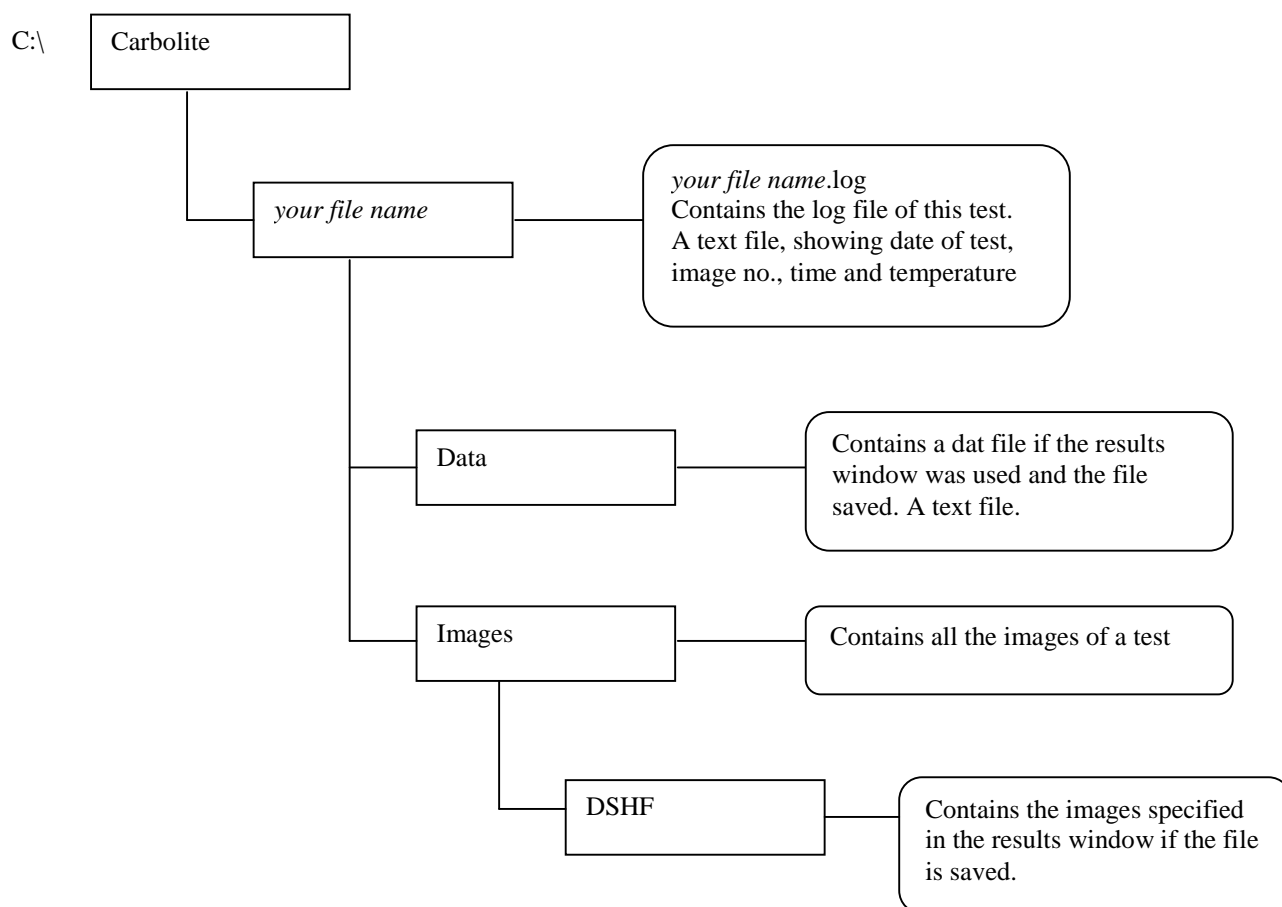 C:\
Carbolite
your file name
your file name.log
Contains the log file of this test.
A text file, showing date of test,
image no., time and temperature
Data
Contains a dat file if the results
window was used and the file
saved. A text file.
Images
Contains all the images of a test
DSHF
Contains the images specified
in the results window if the file
is saved.